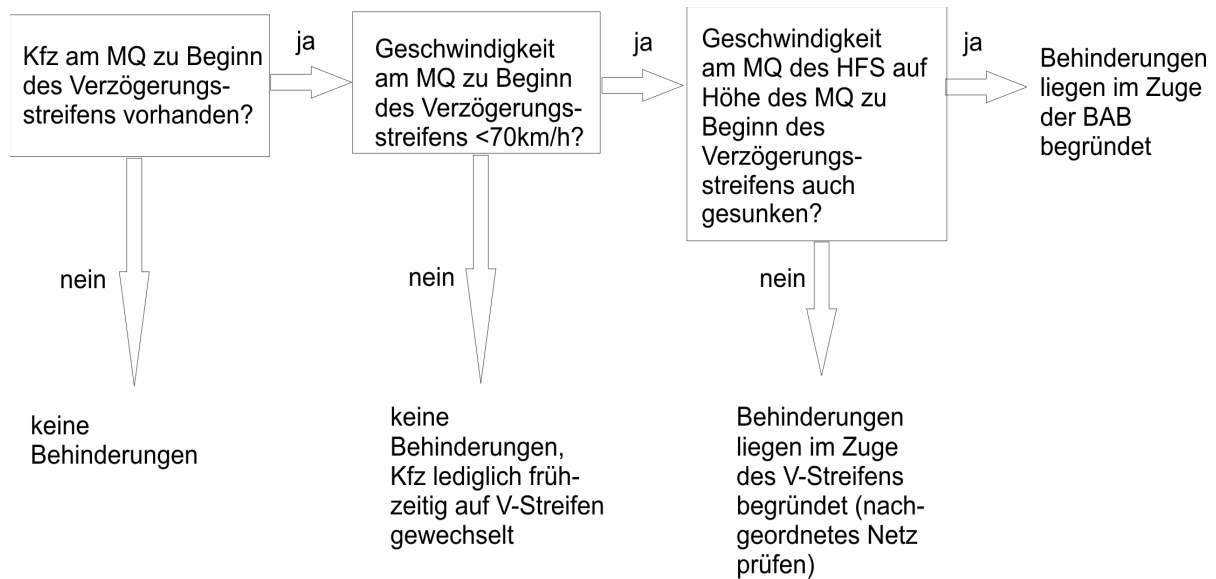 Kfz am MQ zu Beginn
des Verzögerungs-
streifens vorhanden?
ja
Geschwindigkeit
am MQ zu Beginn
des Verzögerungs-
streifens <70km/h?
ja
Geschwindigkeit
am MQ des HFS auf
Höhe des MQ zu
Beginn des
Verzögerungs-
streifens auch
gesunken?
ja
Behinderungen
liegen im Zuge
der BAB
begründet
nein
nein
nein
keine
Behinderungen
keine
Behinderungen,
Kfz lediglich früh-
zeitig auf V-Streifen
gewechselt
Behinderungen
liegen im Zuge
des V-Streifens
begründet (nach-
geordnetes Netz
prüfen)